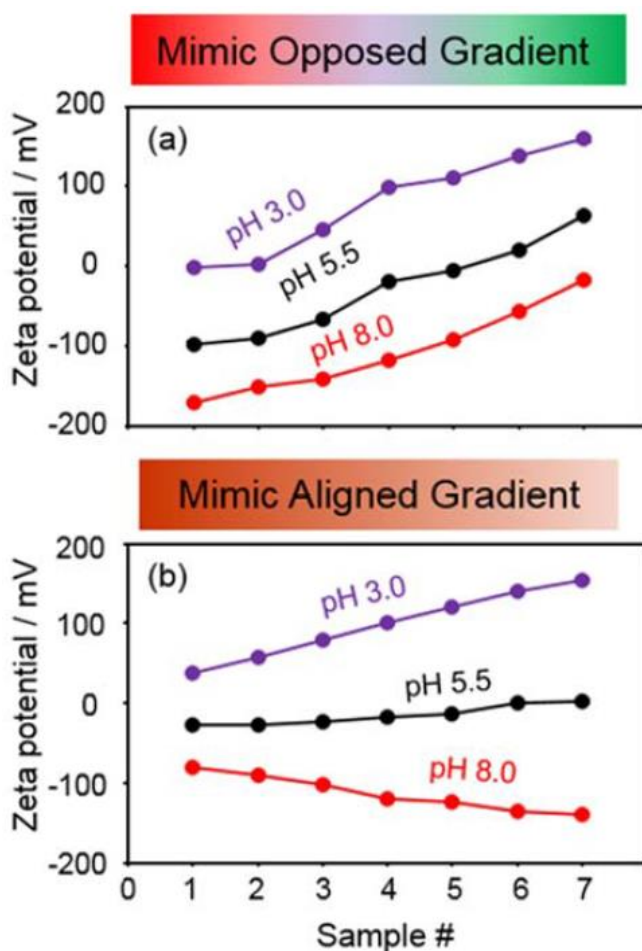 Mimic Opposed Gradient
200
(a)
100
pH 3.0
0
pH 5.5
-100
pH 8.0
-200
Zeta potential / mV
Mimic Aligned Gradient
200
(b)
100
pH 3.0
0
pH 5.5
-100
pH 8.0
-200
Zeta potential / mV
0 1 2 3 4 5 6 7
Sample #